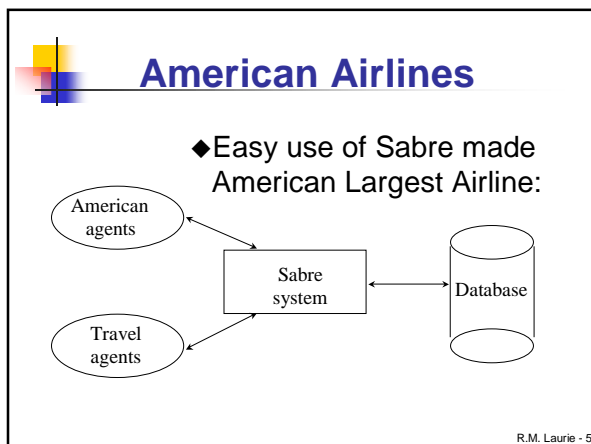 American Airlines
◆Easy use of Sabre made
American Largest Airline:
American
agents
Sabre
system
Database
Travel
agents
R.M. Laurie - 5